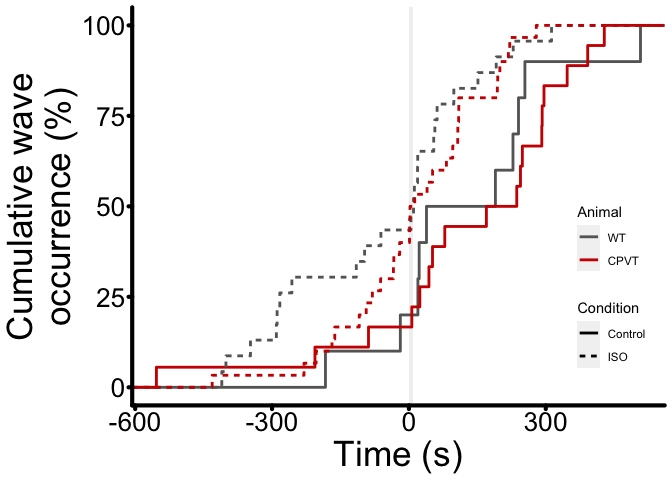 Cumulative wave
occurrence (%)
100
75
50
25
0
-600
-300
0
300
Time (s)
Animal
WT
CPVT
Condition
Control
ISO